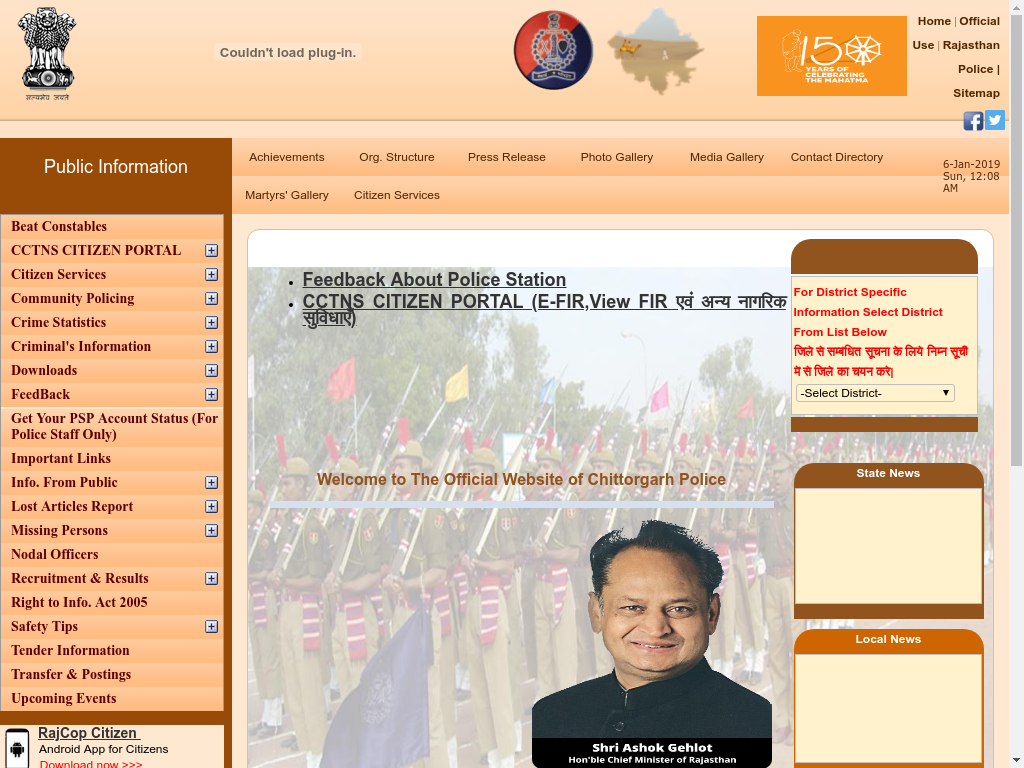 सत्यमेव जयते
Couldn't load plug-in.
150
YEARS OF
CELEBRATING
THE MAHATMA
Home | Official
Use | Rajasthan
Police |
Sitemap
Public Information
Achievements Org. Structure Press Release Photo Gallery Media Gallery Contact Directory
Martyrs' Gallery Citizen Services
6-Jan-2019
Sun, 12:08
AM
Beat Constables
CCTNS CITIZEN PORTAL
Citizen Services
Community Policing
Crime Statistics
Criminal's Information
Downloads
FeedBack
Get Your PSP Account Status (For
Police Staff Only)
Important Links
Info. From Public
Lost Articles Report
Missing Persons
Nodal Officers
Recruitment & Results
Right to Info. Act 2005
Safety Tips
Tender Information
Transfer & Postings
Upcoming Events
RajCop Citizen
Android App for Citizens
Download now >>>
Feedback About Police Station
CCTNS CITIZEN PORTAL (E-FIR,View FIR एवं अन्य नागरिक
सुविधाएँ)
Welcome to The Official Website of Chittorgarh Police
Shri Ashok Gehlot
Hon'ble Chief Minister of Rajasthan
For District Specific
Information Select District
From List Below
जिले से सम्बधित सूचना के लिये निम्न सूची
में से जिले का चयन करे|
-Select District-
State News
Local News